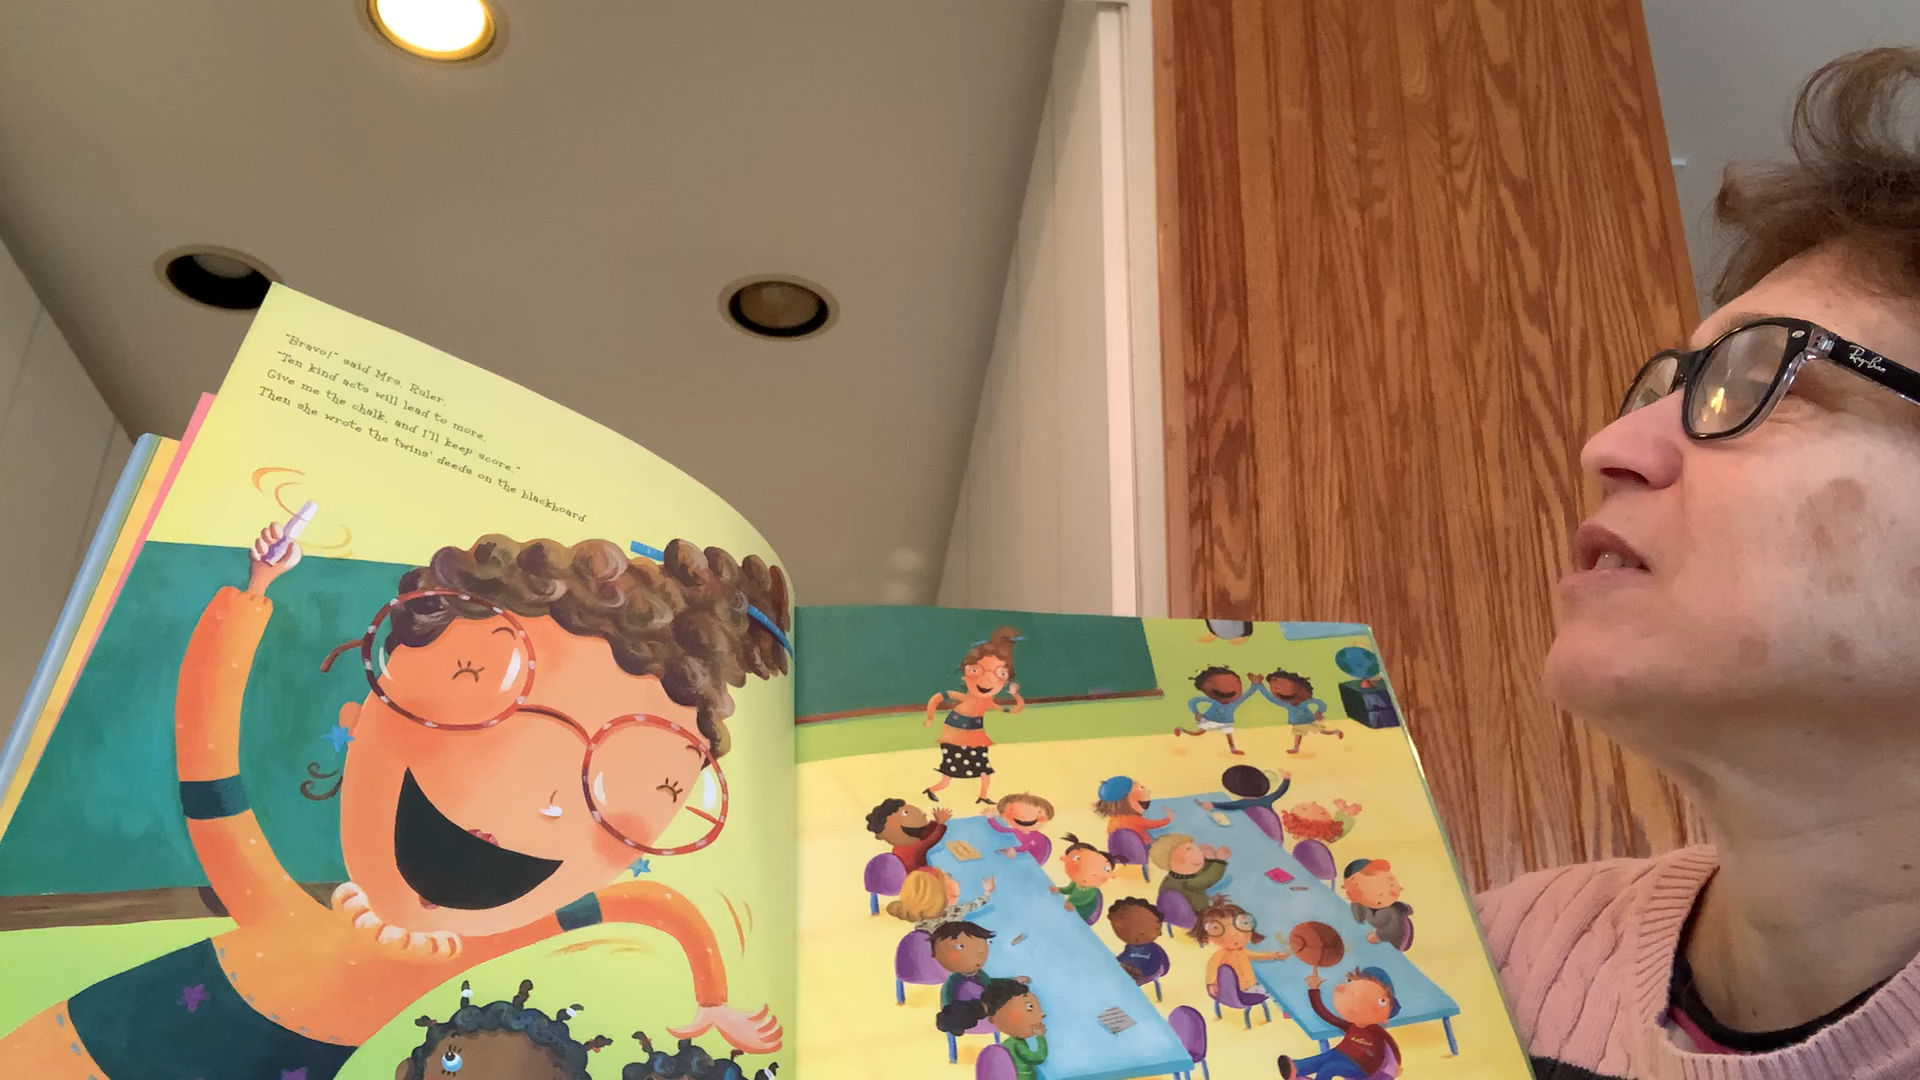 "Bravo!" said Mrs. Ruler.
"Ten kind acts will lead to more.
Give me the chalk, and I'll keep score."
Then she wrote the twins' deeds on the blackboard.
Ray-Ban